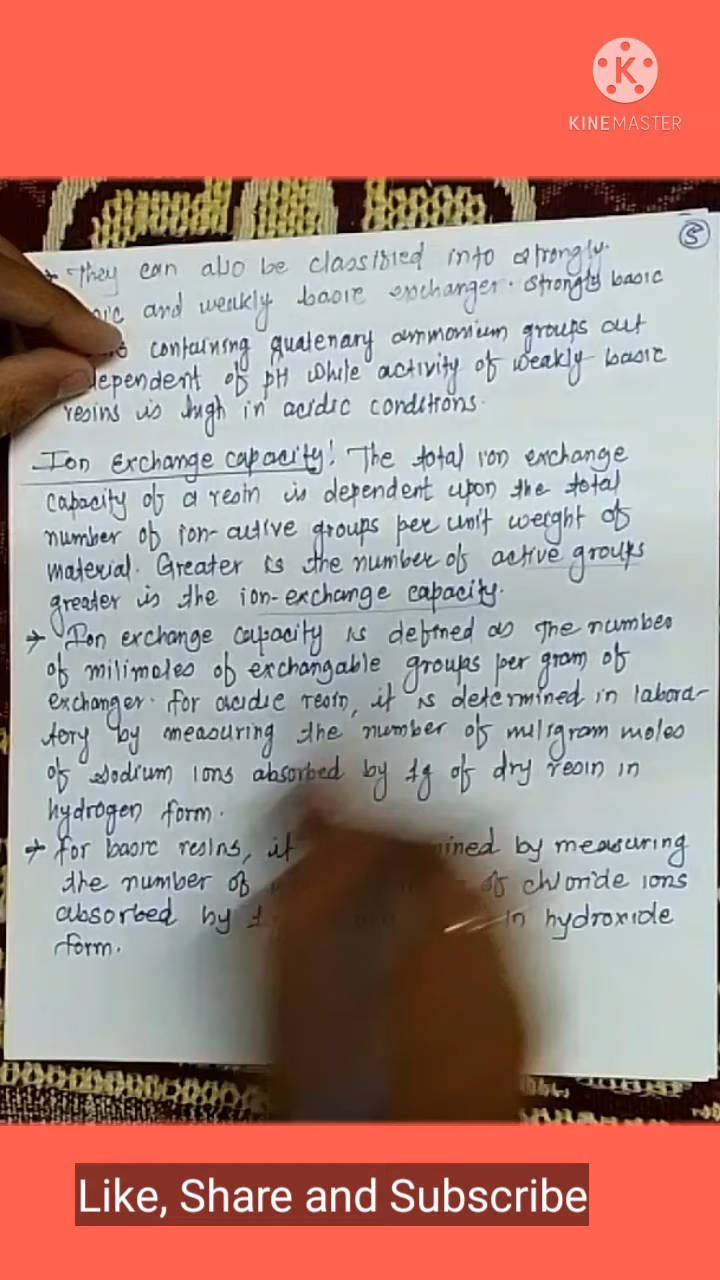 K
KINEMASTER
5
They can also be classified into strongly
and weakly basic exchanger. strongly basic
containing quatenary ammonium groups out
dependent of pH while activity of weakly basic
resins is high in acidic conditions.
Ion exchange capacity! The total ion exchange
capacity of a resin is dependent upon the total
number of ion-active groups per unit weight of
material. Greater is the number of active groups
greater is the ion-exchange capacity.
→ Ion exchange capacity is defined as the number
of milimoles of exchangable groups per gram of
exchanger. for acidic resin, it is determined in labora-
tory by measuring the number of miligram moles
of sodium ions absorbed by 1g of dry resin in
hydrogen form.
→ for basic resins, it by measuring
the number of of chloride ions
absorbed by in hydroxide
form.
Like, Share and Subscribe